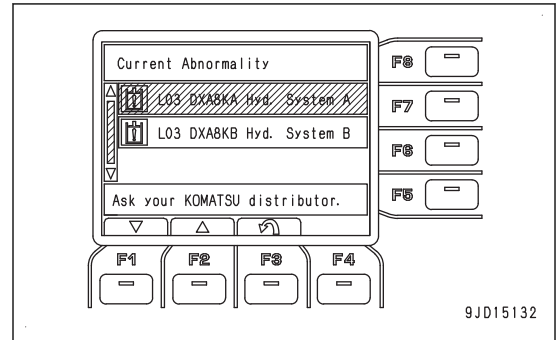 Current Abnormality
L03 DXA8KA Hyd. System A
L03 DXA8KB Hyd. System B
Ask your KOMATSU distributor.
F8
F7
F6
F5
F1
F2
F3
F4
9JD15132